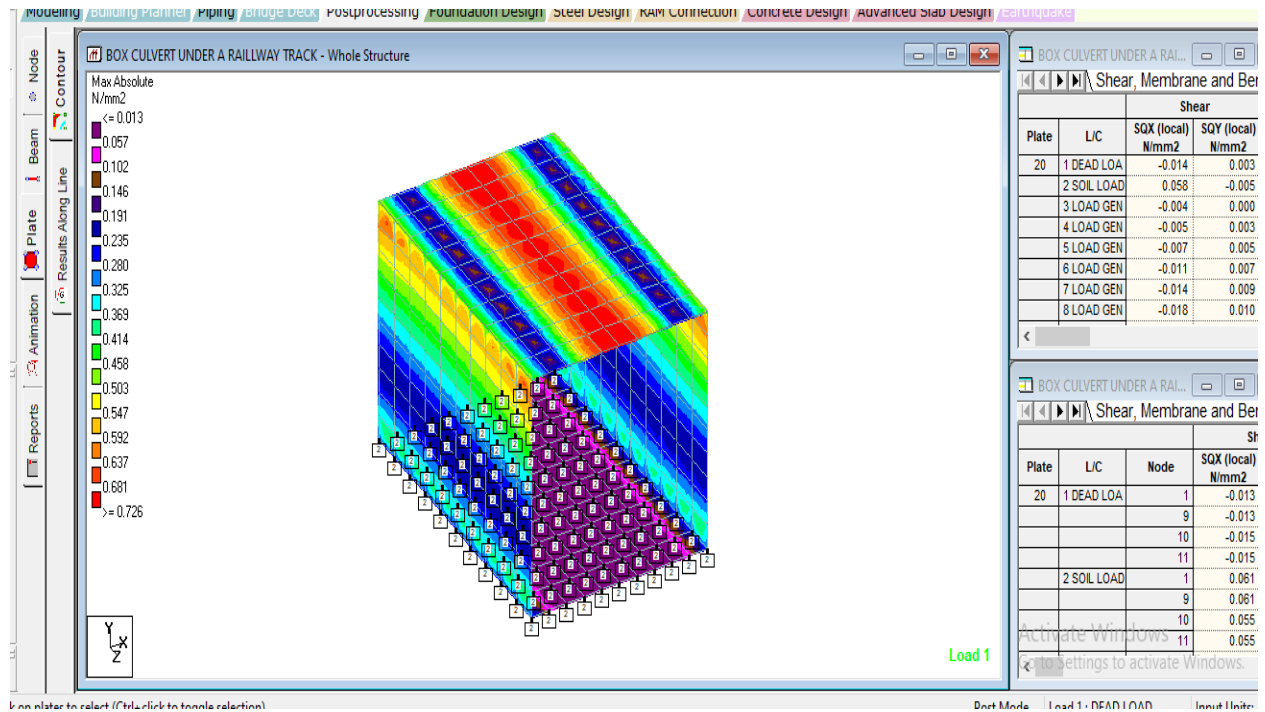 Modeling Building Planner Piping Bridge Deck Postprocessing Foundation Design Steel Design RAM Connection Concrete Design Advanced Slab Design Earthquake
Node
Beam
Plate
Animation
Reports
Contour
Results Along Line
BOX CULVERT UNDER A RAILLWAY TRACK - Whole Structure
Max Absolute
N/mm2
<= 0.013
0.057
0.102
0.146
0.191
0.235
0.280
0.325
0.369
0.414
0.458
0.503
0.547
0.592
0.637
0.681
>= 0.726
Y
X
Z
Load 1
BOX CULVERT UNDER A RAI...
Shear, Membrane and Ber
Shear
Plate L/C SQX (local) N/mm2 SQY (local) N/mm2
20 1 DEAD LOA -0.014 0.003
2 SOIL LOAD 0.058 -0.005
3 LOAD GEN -0.004 0.000
4 LOAD GEN -0.005 0.003
5 LOAD GEN -0.007 0.005
6 LOAD GEN -0.011 0.007
7 LOAD GEN -0.014 0.009
8 LOAD GEN -0.018 0.010
BOX CULVERT UNDER A RAI...
Shear, Membrane and Ber
Sh
Plate L/C Node SQX (local) N/mm2
20 1 DEAD LOA 1 -0.013
9 -0.013
10 -0.015
11 -0.015
2 SOIL LOAD 1 0.061
9 0.061
10 0.055
11 0.055
Activate Windows
Go to Settings to activate Windows.
k on plates to select (Ctrl+click to toggle selection) Post Mode Load 1 : DEAD LOAD Input Units: